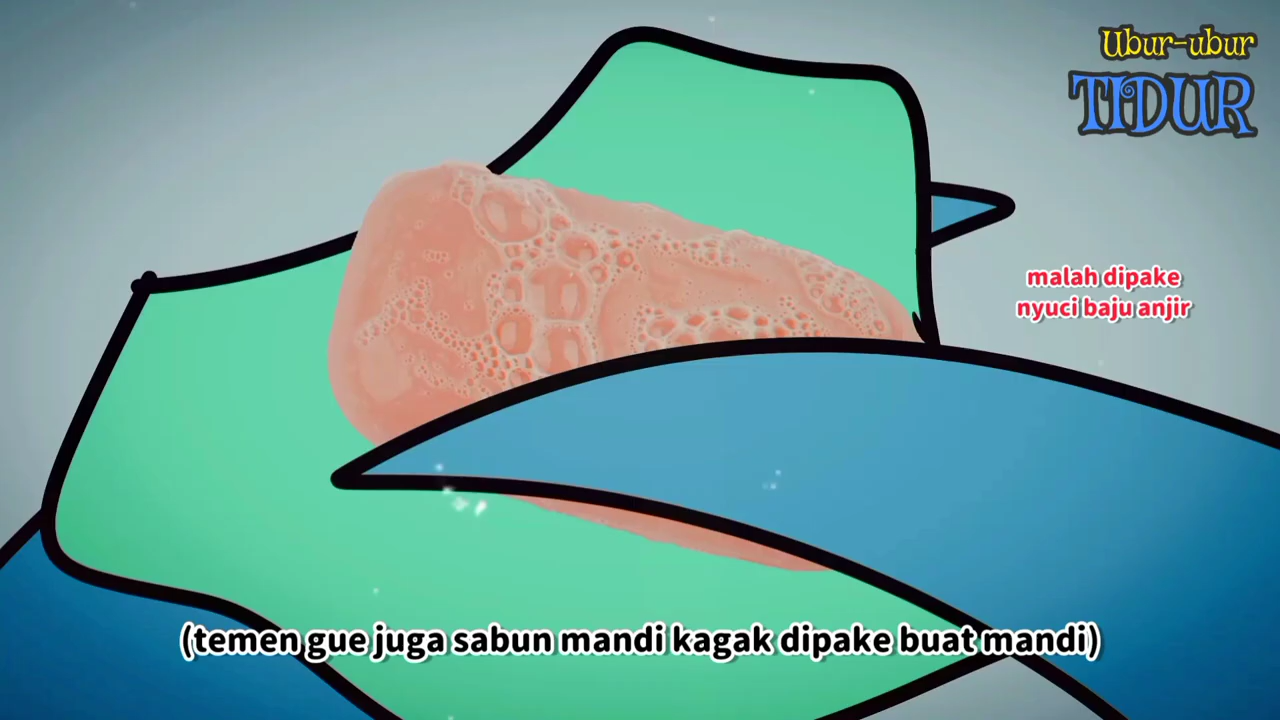 Ubur-ubur
TIDUR
malah dipake
nyuci baju anjir
(temen gue juga sabun mandi kagak dipake buat mandi)